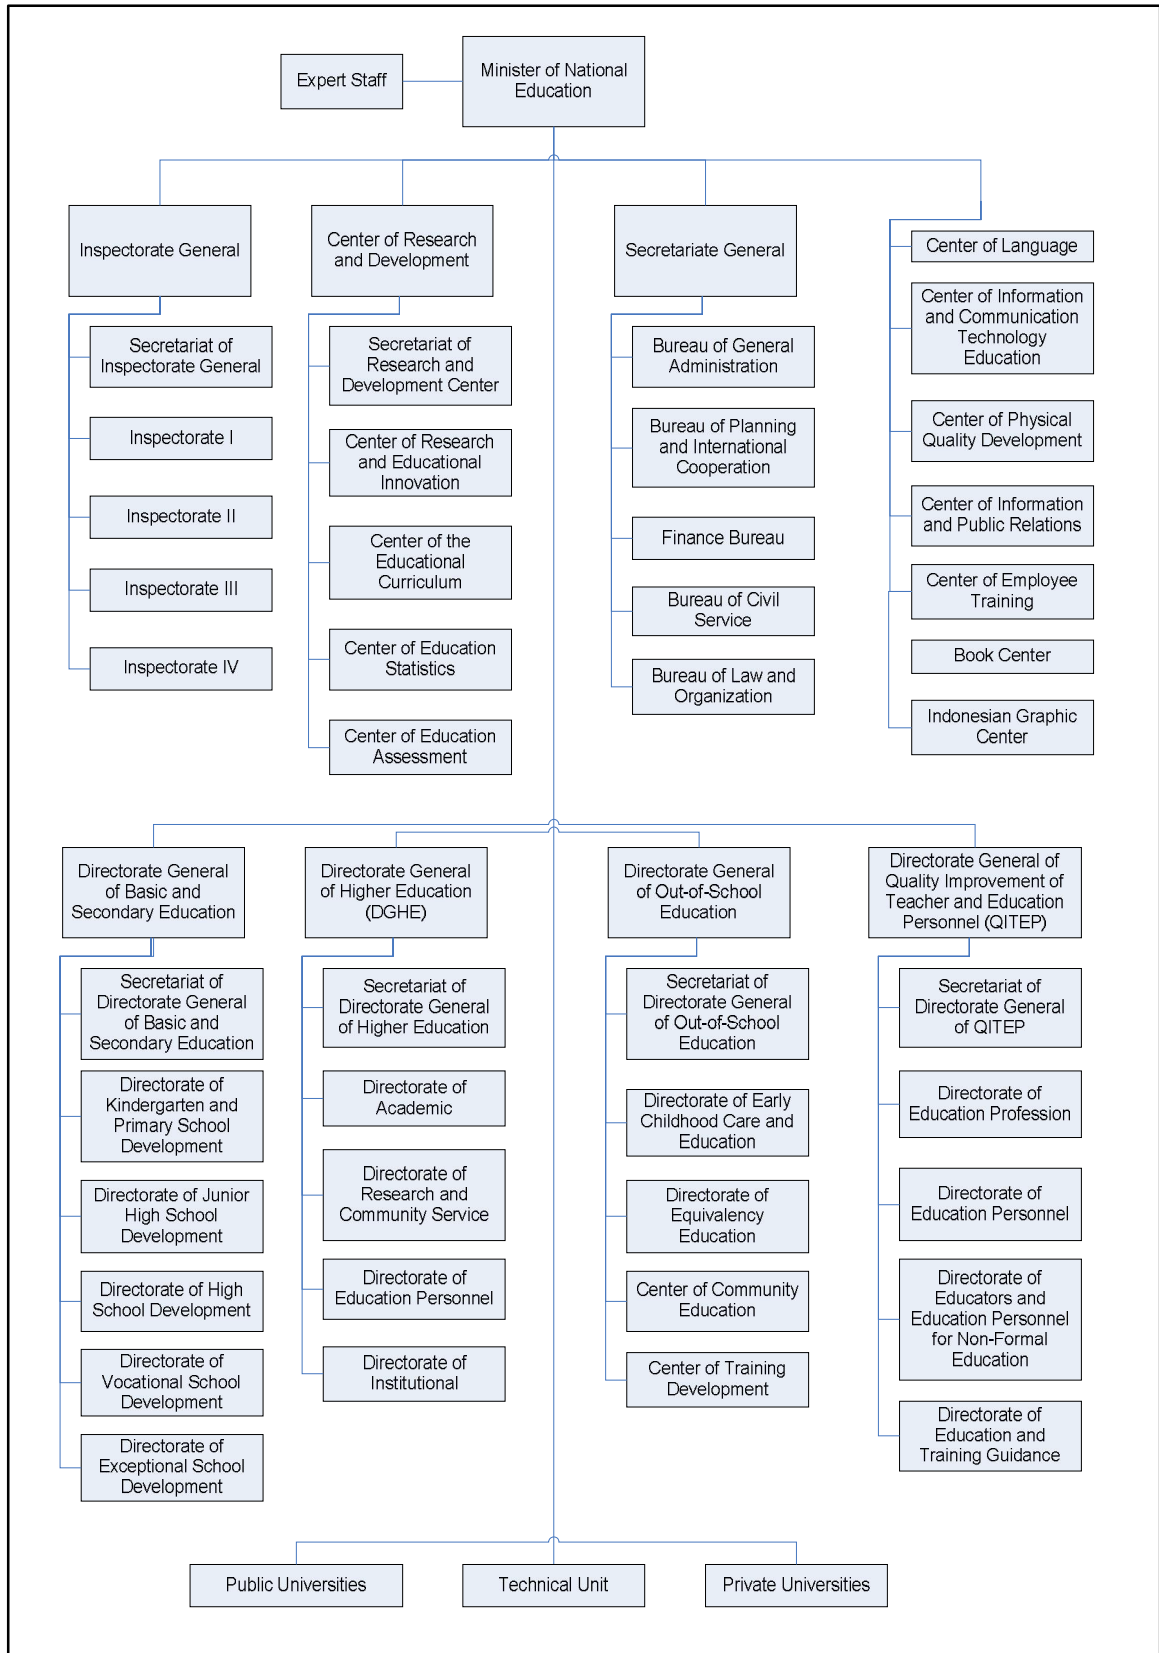 Expert Staff
Minister of National
Education
Inspectorate General
Center of Research
and Development
Secretariate General
Secretariat of
Inspectorate General
Inspectorate I
Inspectorate II
Inspectorate III
Inspectorate IV
Secretariat of
Research and
Development Center
Center of Research
and Educational
Innovation
Center of the
Educational
Curriculum
Center of Education
Statistics
Center of Education
Assessment
Bureau of General
Administration
Bureau of Planning
and International
Cooperation
Finance Bureau
Bureau of Civil
Service
Bureau of Law and
Organization
Center of Language
Center of Information
and Communication
Technology
Education
Center of Physical
Quality Development
Center of Information
and Public Relations
Center of Employee
Training
Book Center
Indonesian Graphic
Center
Directorate General
of Basic and
Secondary Education
Secretariat of
Directorate General
of Basic and
Secondary Education
Directorate of
Kindergarten and
Primary School
Development
Directorate of Junior
High School
Development
Directorate of High
School Development
Directorate of
Vocational School
Development
Directorate of
Exceptional School
Development
Directorate General
of Higher Education
(DGHE)
Secretariat of
Directorate General
of Higher Education
Directorate of
Academic
Directorate of
Research and
Community Service
Directorate of
Education Personnel
Directorate of
Institutional
Directorate General
of Out-of-School
Education
Secretariat of
Directorate General
of Out-of-School
Education
Directorate of Early
Childhood Care and
Education
Directorate of
Equivalency
Education
Center of Community
Education
Center of Training
Development
Directorate General of
Quality Improvement of
Teacher and Education
Personnel (QITEP)
Secretariat of
Directorate General
of QITEP
Directorate of
Education Profession
Directorate of
Education Personnel
Directorate of
Educators and
Education Personnel
for Non-Formal
Education
Directorate of
Education and
Training Guidance
Public Universities
Technical Unit
Private Universities